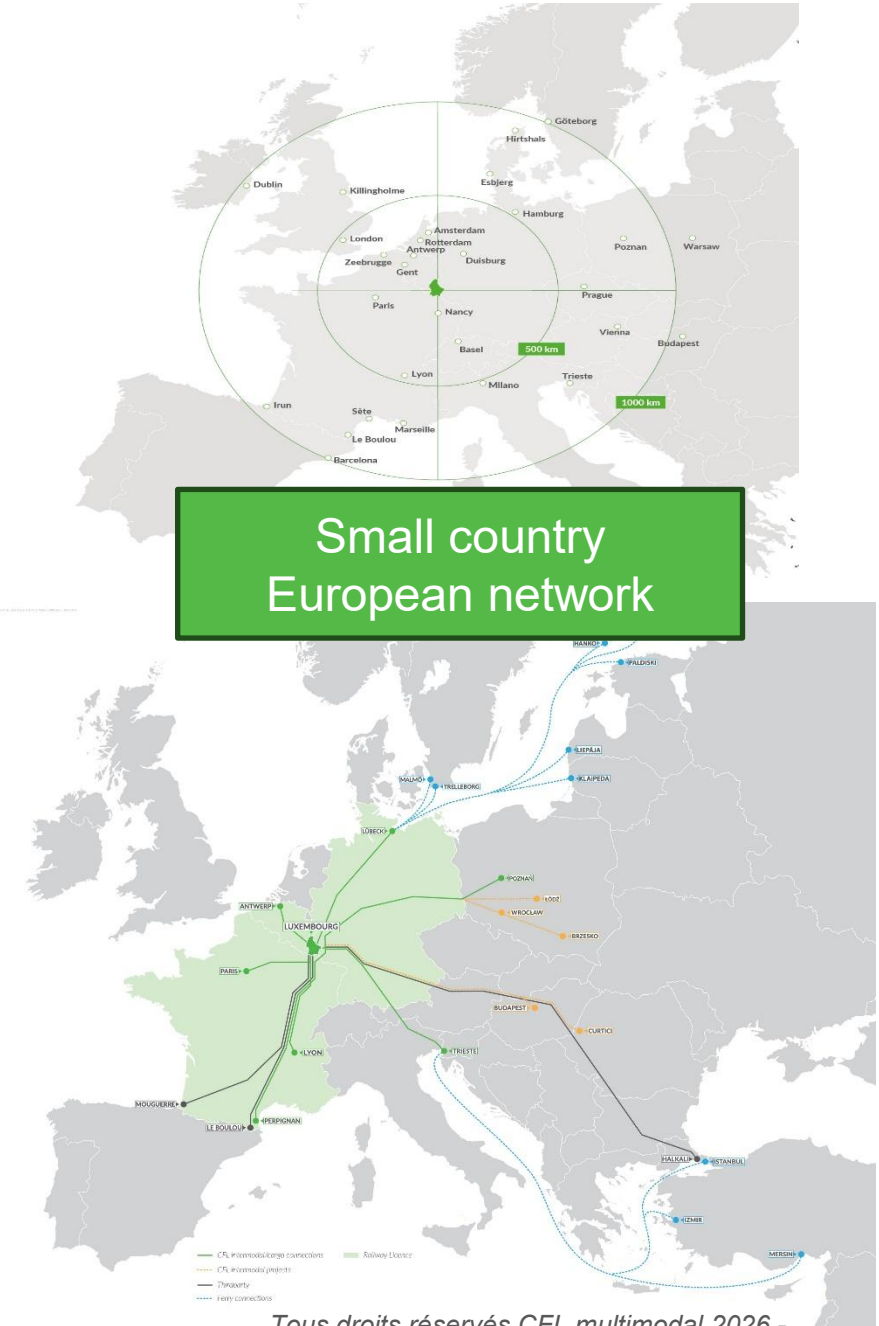 Göteborg
Hirtshals
Esbjerg
Dublin
Killingholme
Hamburg
Amsterdam
London
Rotterdam
Antwerp
Zeebrugge
Duisburg
Gent
Poznan
Warsaw
Paris
Prague
Nancy
Vienna
Budapest
Basel
500 km
Lyon
Milano
Trieste
1000 km
Irun
Sète
Marseille
Le Boulou
Barcelona
Small country
European network
HANKO
PALDISKI
LIEPĀJA
MALMÖ
TRELLEBORG
KLAIPEDA
LÜBECK
POZNAŃ
ŁÓDŹ
ANTWERP
WROCŁAW
LUXEMBOURG
BRZESKO
PARIS
BUDAPEST
CURTICI
LYON
TRIESTE
MOUGUERRE
PERPIGNAN
LE BOULOU
HALKALI
ISTANBUL
IZMIR
MERSIN
CFL intermodal/cargo connections
Railway Licence
CFL intermodal projects
Thirdparty
Ferry connections
Tous droits réservés CFL multimodal 2026 -